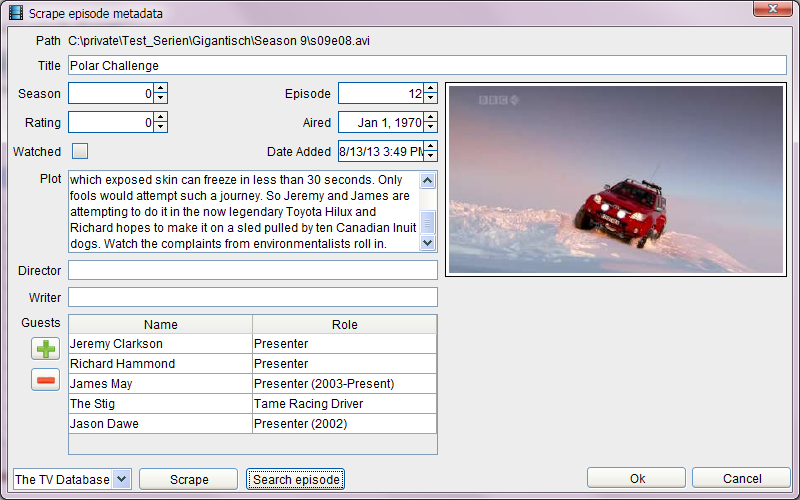 Scrape episode metadata
Path C:\private\Test_Serien\Gigantisch\Season 9\s09e08.avi
Title Polar Challenge
Season 0 Episode 12
Rating 0 Aired Jan 1, 1970
Watched Date Added 8/13/13 3:49 PM
BBC
Plot which exposed skin can freeze in less than 30 seconds. Only
fools would attempt such a journey. So Jeremy and James are
attempting to do it in the now legendary Toyota Hilux and
Richard hopes to make it on a sled pulled by ten Canadian Inuit
dogs. Watch the complaints from environmentalists roll in.
Director
Writer
Guests Name Role
Jeremy Clarkson Presenter
Richard Hammond Presenter
James May Presenter (2003-Present)
The Stig Tame Racing Driver
Jason Dawe Presenter (2002)
The TV Database Scrape Search episode Ok Cancel